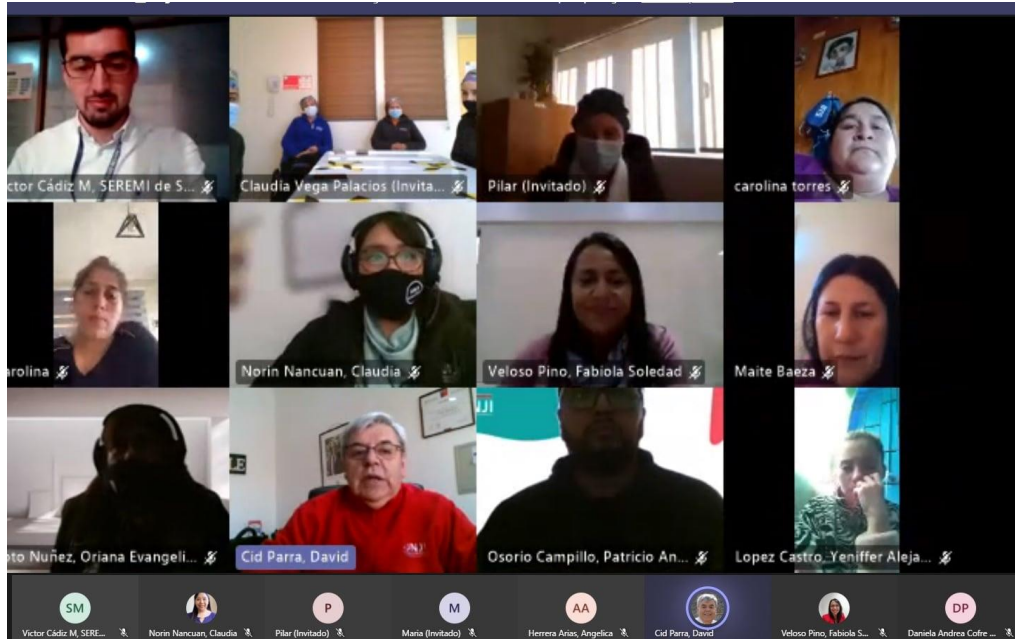 ctor Cádiz M, SEREMI de S...
Claudia Vega Palacios (Invita...
Pilar (Invitado)
carolina torres
arolina
Norin Nancuan, Claudia
Veloso Pino, Fabiola Soledad
Maite Baeza
NJI
LE
oto Nuñez, Oriana Evangeli...
Cid Parra, David
Osorio Campillo, Patricio An...
Lopez Castro, Yeniffer Aleja...
SM
P
M
AA
DP
Victor Cádiz M, SERE...
Norin Nancuan, Claudia
Pilar (Invitado)
Maria (Invitado)
Herrera Arias, Angelica
Cid Parra, David
Veloso Pino, Fabiola S...
Daniela Andrea Cofre ...